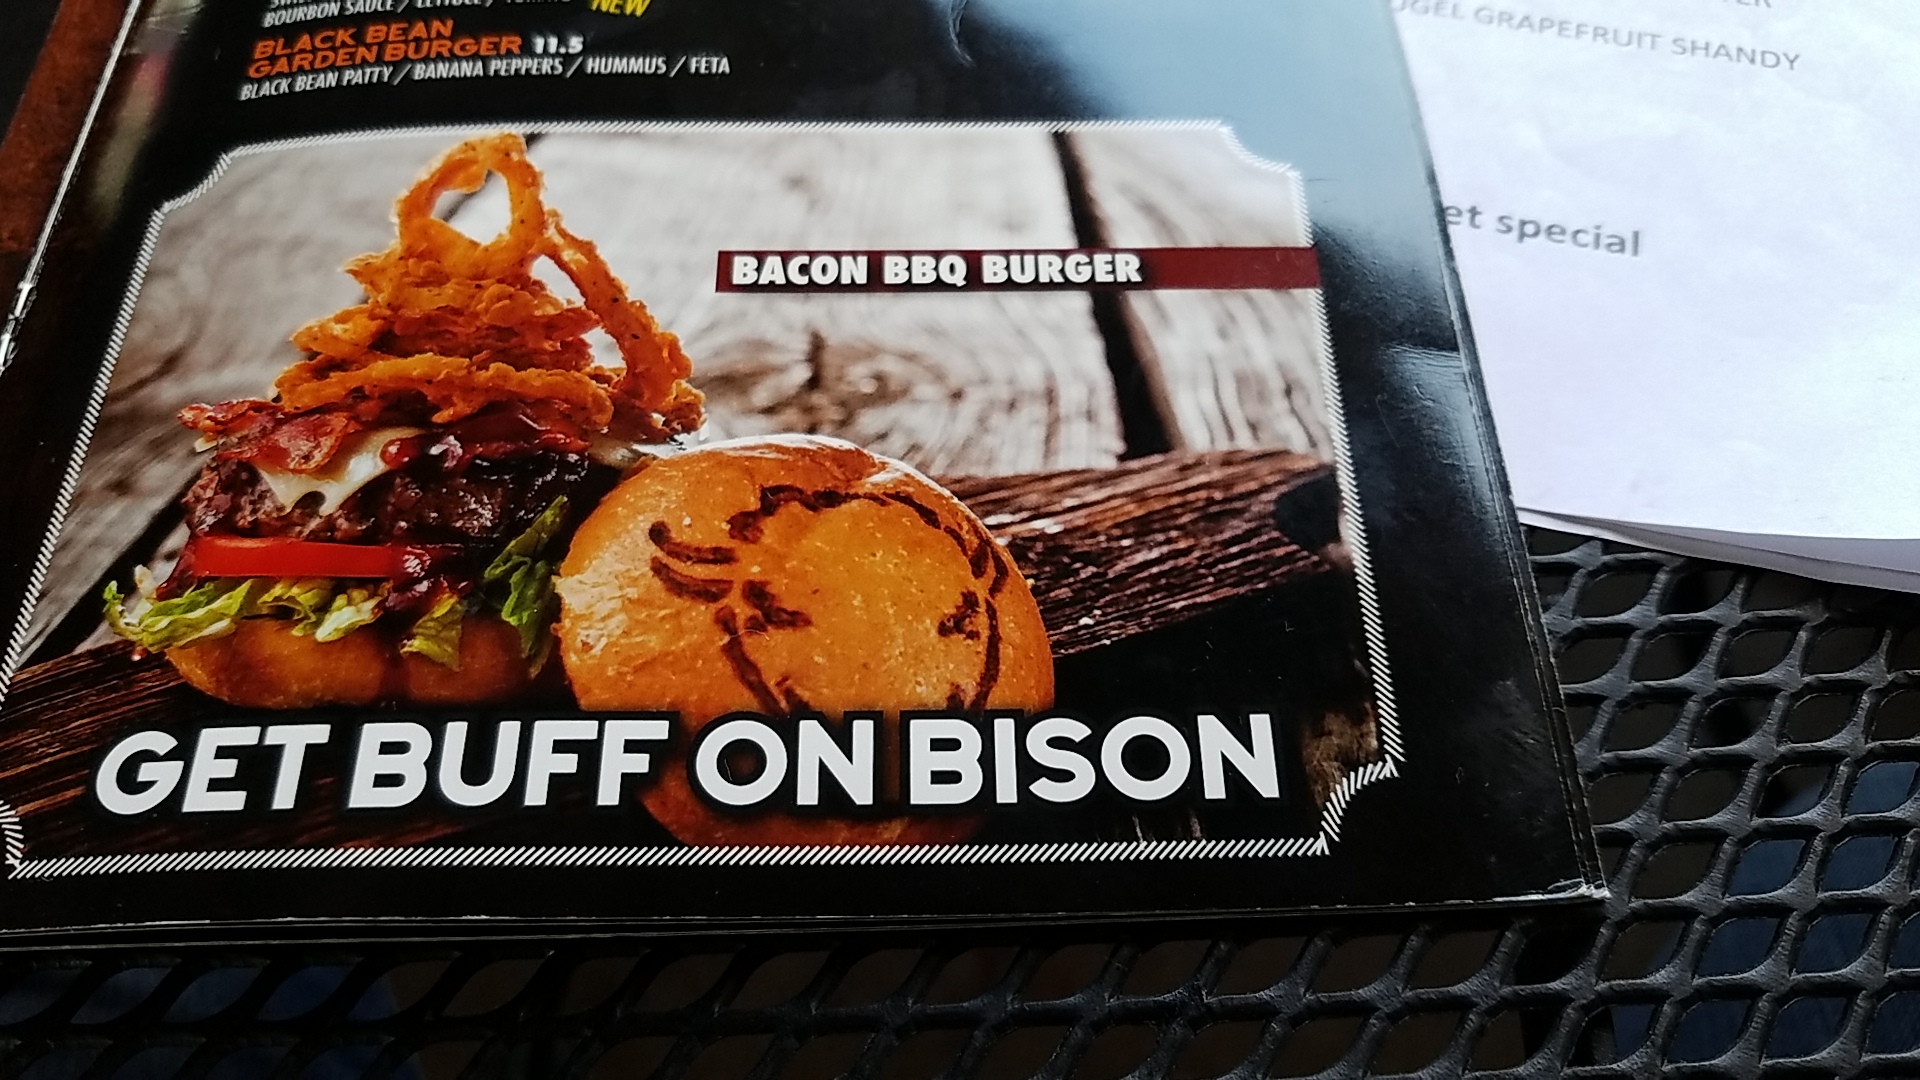 BOURBON SAUCE / LETTUCE /
NEW
BLACK BEAN
GARDEN BURGER 11.5
BLACK BEAN PATTY / BANANA PEPPERS / HUMMUS / FETA
BACON BBQ BURGER
GET BUFF ON BISON
GRAPEFRUIT SHANDY
special